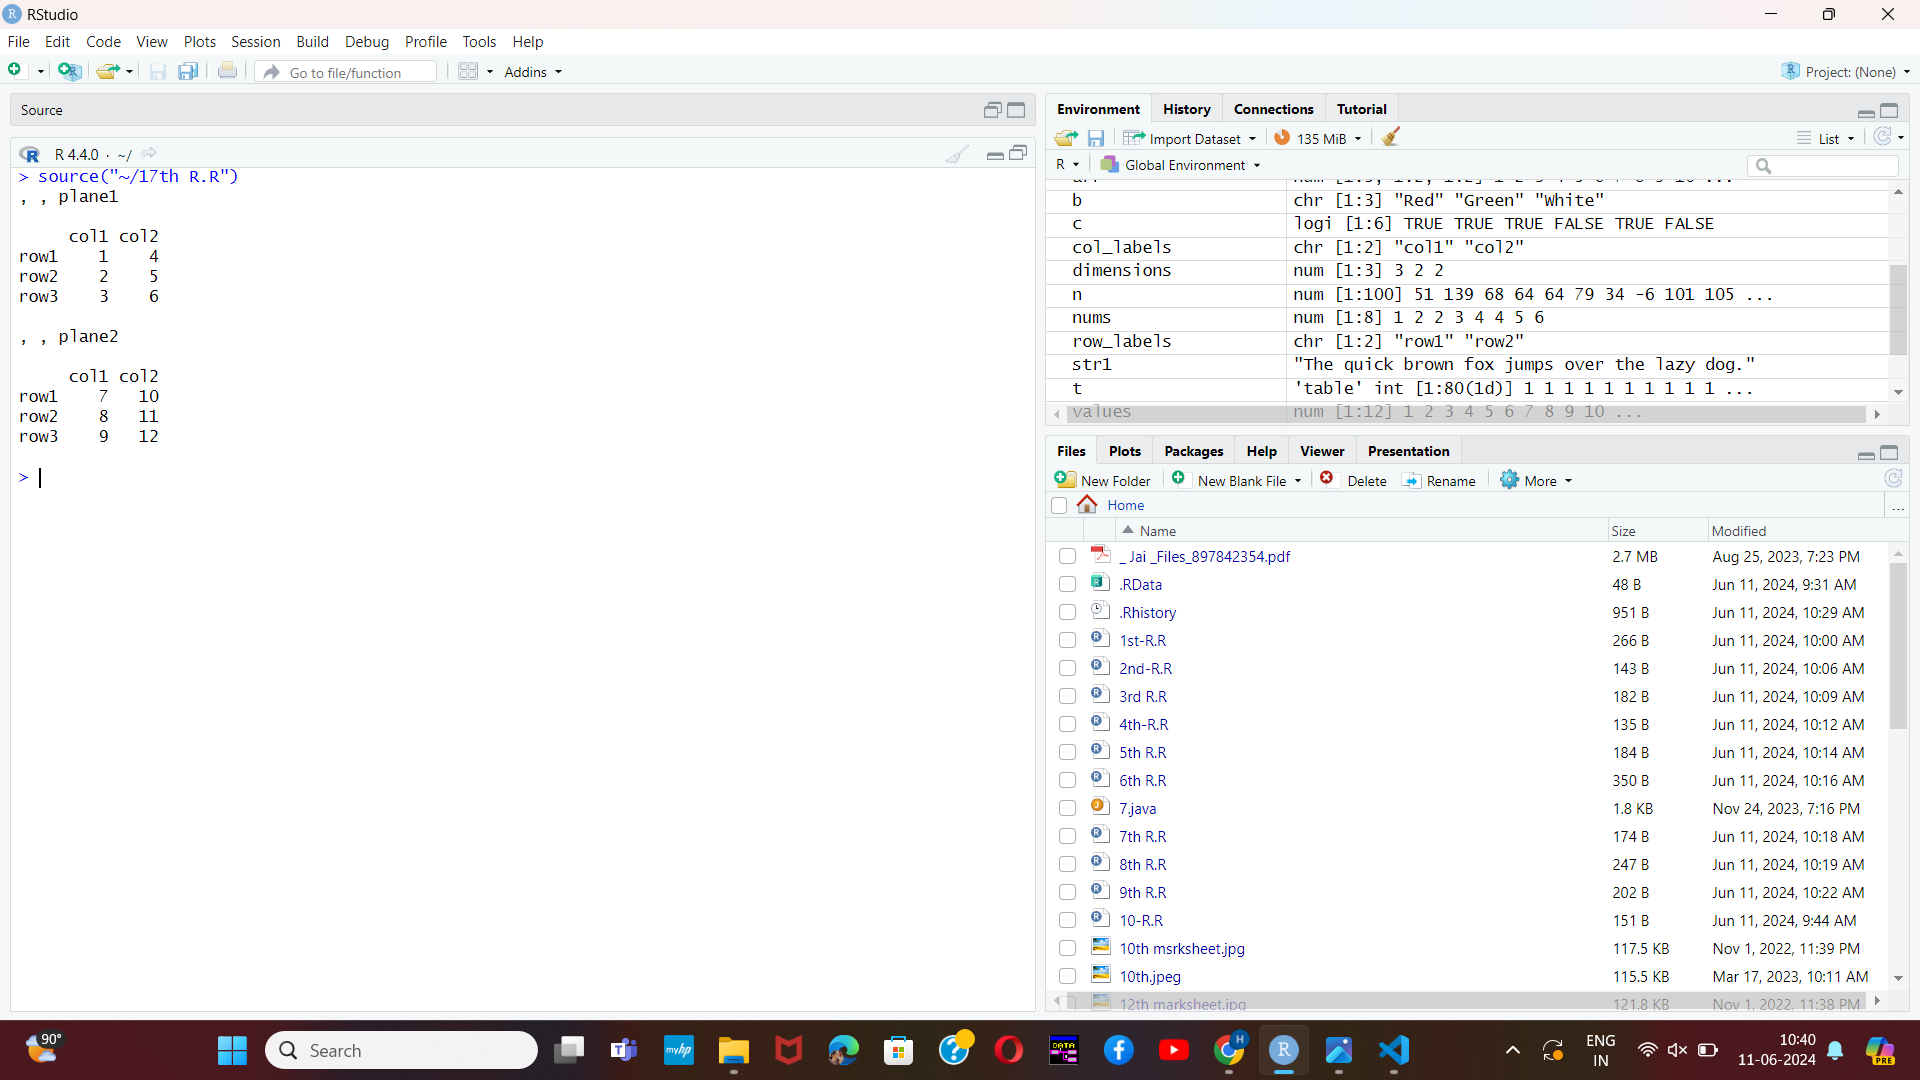 RStudio
File Edit Code View Plots Session Build Debug Profile Tools Help
Go to file/function Addins Project: (None)
Source
R 4.4.0 · ~/
> source("~/17th R.R")
, , plane1
col1 col2
row1 1 4
row2 2 5
row3 3 6
, , plane2
col1 col2
row1 7 10
row2 8 11
row3 9 12
>
Environment History Connections Tutorial
Import Dataset 135 MiB List
R Global Environment
b chr [1:3] "Red" "Green" "White"
c logi [1:6] TRUE TRUE TRUE FALSE TRUE FALSE
col_labels chr [1:2] "col1" "col2"
dimensions num [1:3] 3 2 2
n num [1:100] 51 139 68 64 64 79 34 -6 101 105 ...
nums num [1:8] 1 2 2 3 4 4 5 6
row_labels chr [1:2] "row1" "row2"
str1 "The quick brown fox jumps over the lazy dog."
t 'table' int [1:80(1d)] 1 1 1 1 1 1 1 1 1 1 ...
values num [1:12] 1 2 3 4 5 6 7 8 9 10 ...
Files Plots Packages Help Viewer Presentation
New Folder New Blank File Delete Rename More
Home ...
Name Size Modified
_ Jai _Files_897842354.pdf 2.7 MB Aug 25, 2023, 7:23 PM
.RData 48 B Jun 11, 2024, 9:31 AM
.Rhistory 951 B Jun 11, 2024, 10:29 AM
1st-R.R 266 B Jun 11, 2024, 10:00 AM
2nd-R.R 143 B Jun 11, 2024, 10:06 AM
3rd R.R 182 B Jun 11, 2024, 10:09 AM
4th-R.R 135 B Jun 11, 2024, 10:12 AM
5th R.R 184 B Jun 11, 2024, 10:14 AM
6th R.R 350 B Jun 11, 2024, 10:16 AM
7.java 1.8 KB Nov 24, 2023, 7:16 PM
7th R.R 174 B Jun 11, 2024, 10:18 AM
8th R.R 247 B Jun 11, 2024, 10:19 AM
9th R.R 202 B Jun 11, 2024, 10:22 AM
10-R.R 151 B Jun 11, 2024, 9:44 AM
10th msrksheet.jpg 117.5 KB Nov 1, 2022, 11:39 PM
10th.jpeg 115.5 KB Mar 17, 2023, 10:11 AM
12th marksheet.jpg 121.8 KB Nov 1, 2022, 11:38 PM
90° Search myhp DATA H R ENG 10:40
IN 11-06-2024 PRE